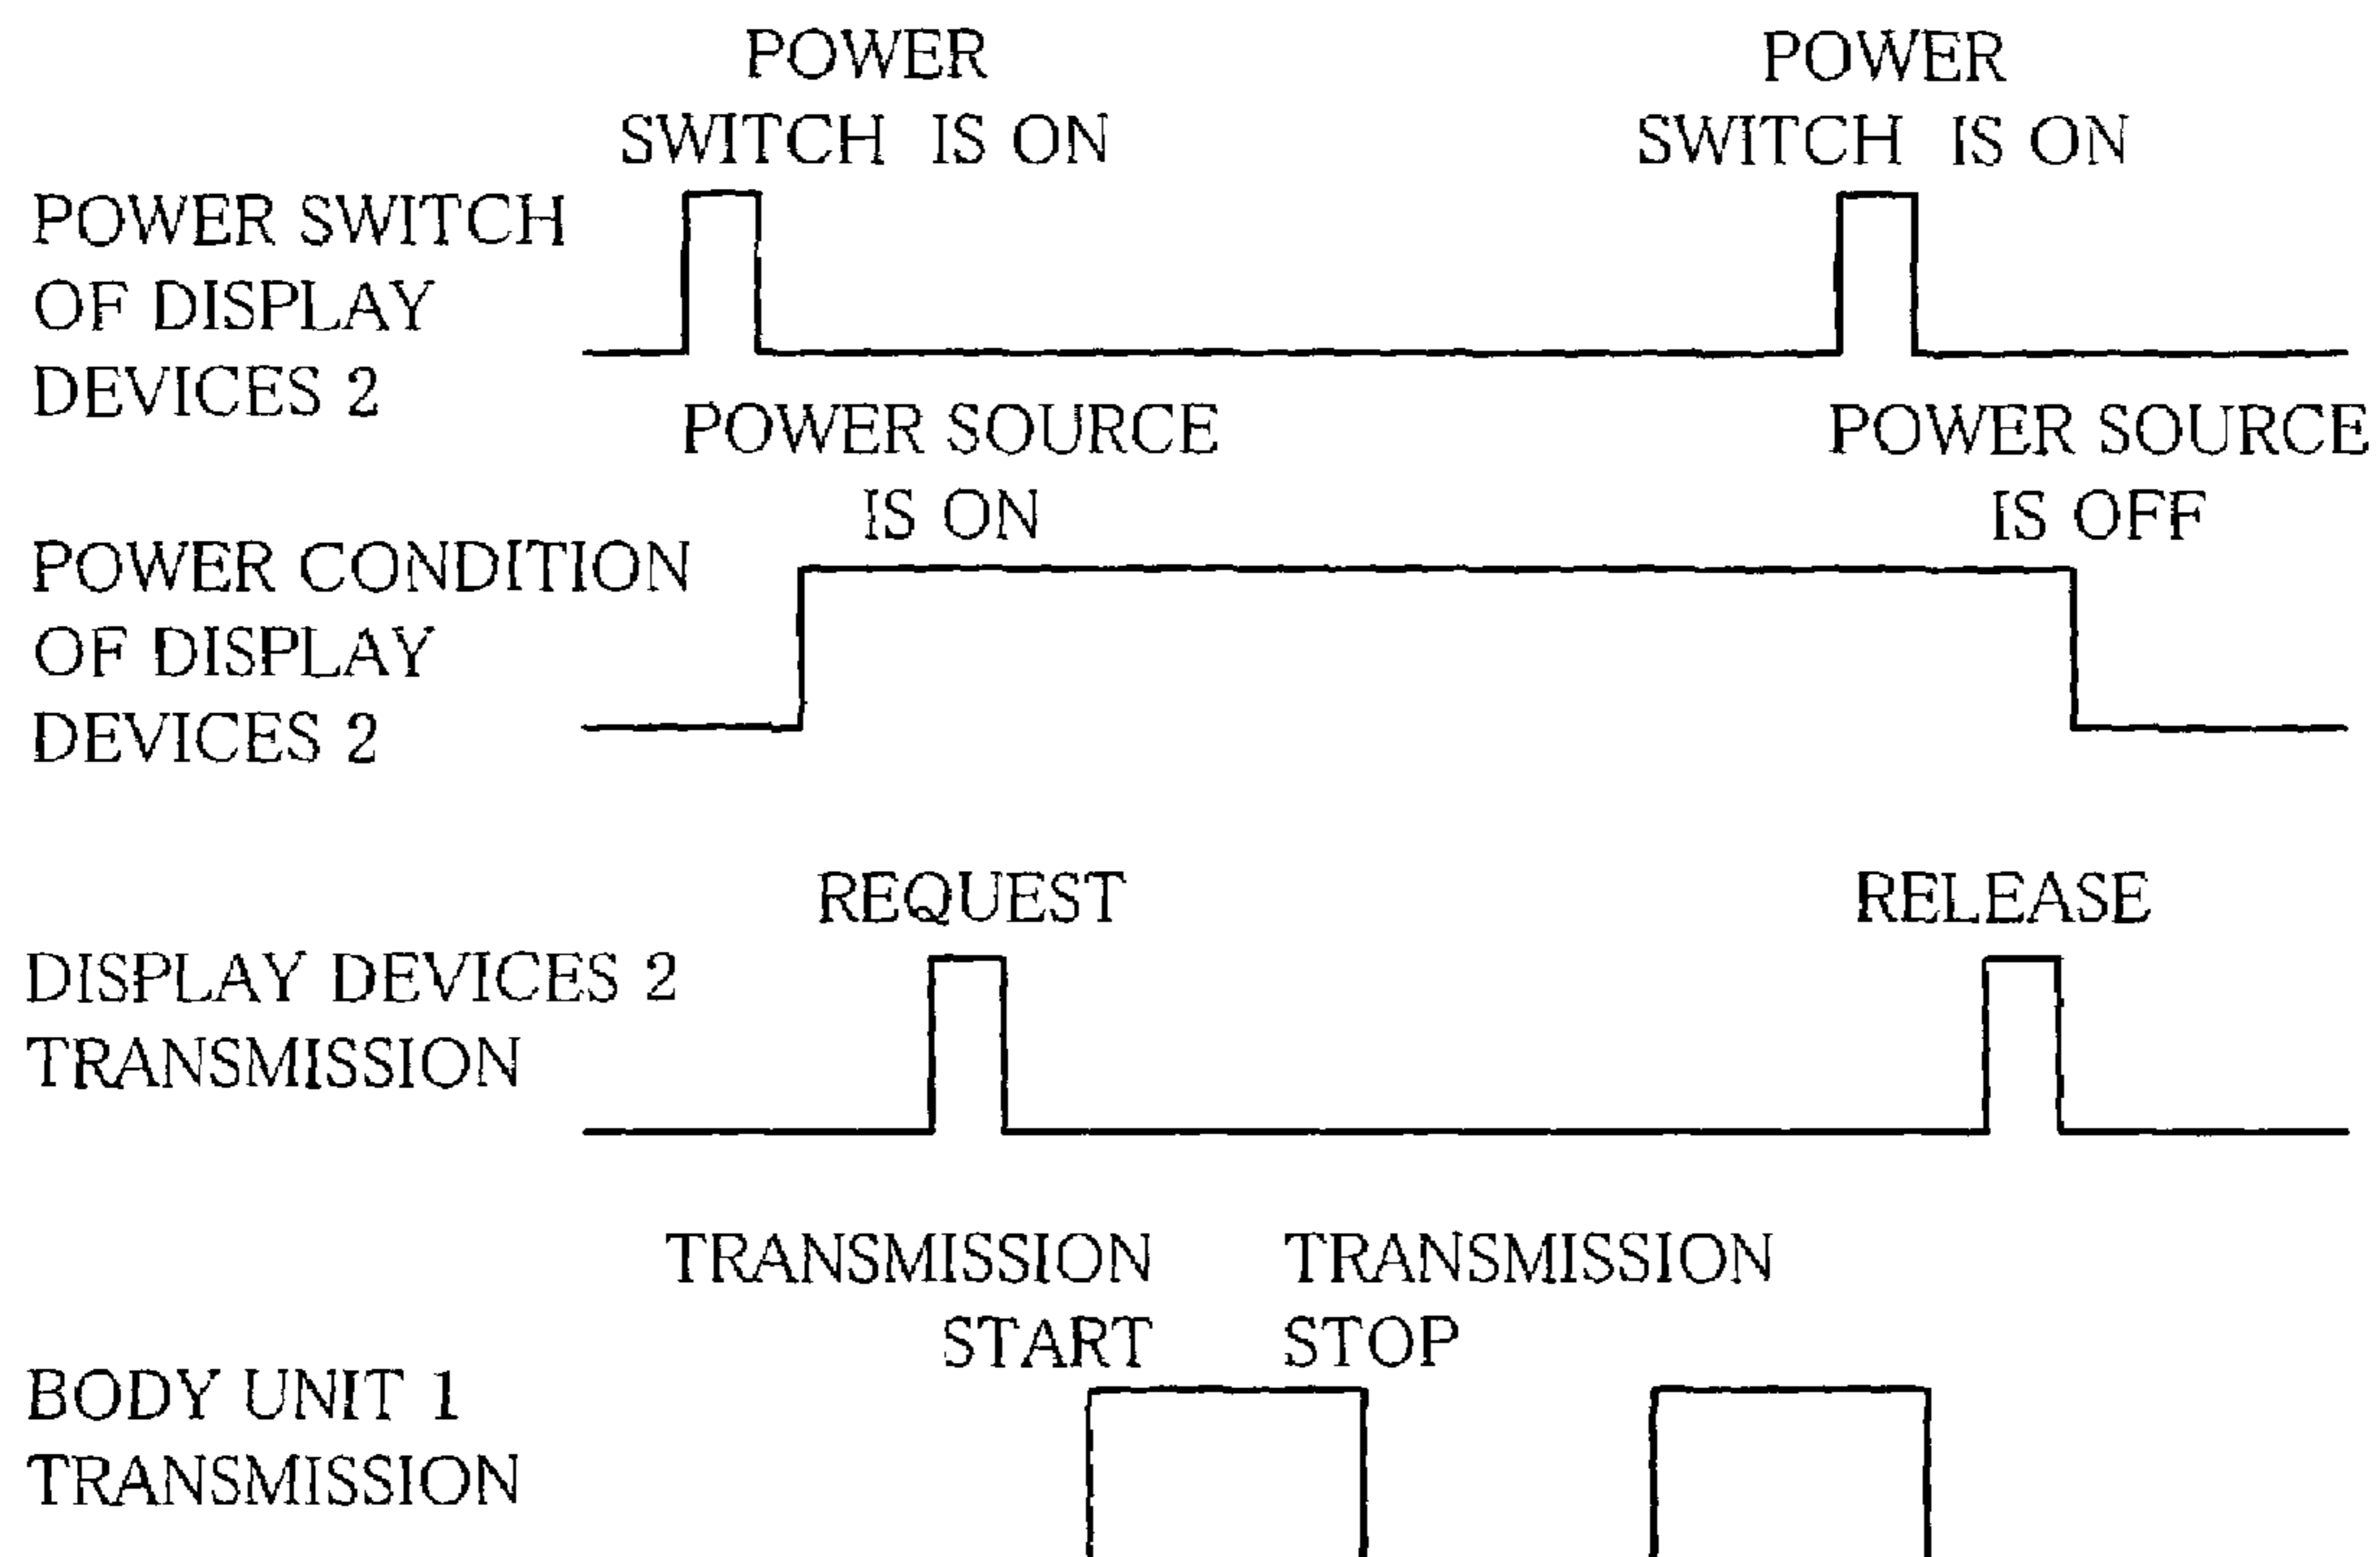 POWER
SWITCH IS ON
POWER
SWITCH IS ON
POWER SWITCH
OF DISPLAY
DEVICES 2
POWER SOURCE
IS ON
POWER SOURCE
IS OFF
POWER CONDITION
OF DISPLAY
DEVICES 2
REQUEST
RELEASE
DISPLAY DEVICES 2
TRANSMISSION
TRANSMISSION
START
TRANSMISSION
STOP
BODY UNIT 1
TRANSMISSION